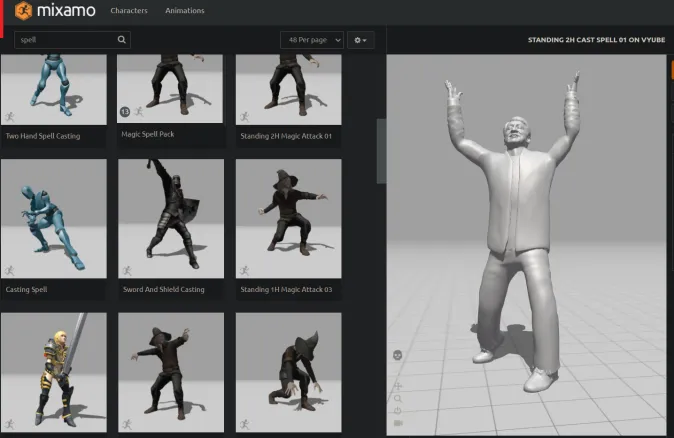 mixamo
Characters
Animations
spell
48 Per page
STANDING 2H CAST SPELL 01 ON VYUBE
Two Hand Spell Casting
13
Magic Spell Pack
Standing 2H Magic Attack 01
Casting Spell
Sword And Shield Casting
Standing 1H Magic Attack 03